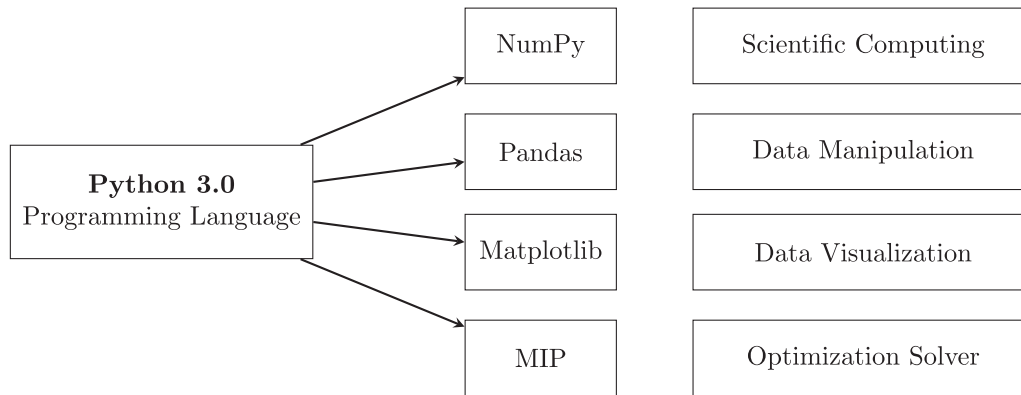 NumPy
Scientific Computing
Pandas
Data Manipulation
Python 3.0
Programming Language
Matplotlib
Data Visualization
MIP
Optimization Solver